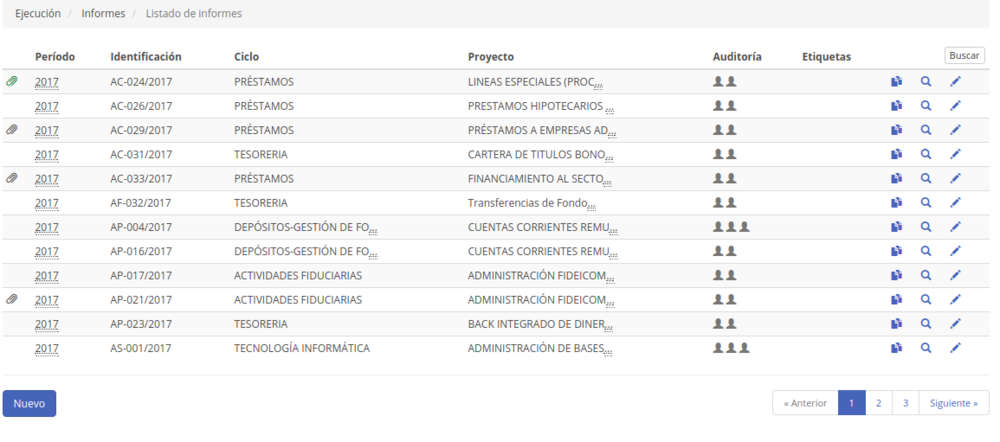 Ejecución / Informes / Listado de informes
Período Identificación Ciclo Proyecto Auditoría Etiquetas Buscar
2017 AC-024/2017 PRÉSTAMOS LINEAS ESPECIALES (PROC...
2017 AC-026/2017 PRÉSTAMOS PRESTAMOS HIPOTECARIOS ...
2017 AC-029/2017 PRÉSTAMOS PRÉSTAMOS A EMPRESAS AD...
2017 AC-031/2017 TESORERIA CARTERA DE TITULOS BONO...
2017 AC-033/2017 PRÉSTAMOS FINANCIAMIENTO AL SECTO...
2017 AF-032/2017 TESORERIA Transferencias de Fondo...
2017 AP-004/2017 DEPÓSITOS-GESTIÓN DE FO... CUENTAS CORRIENTES REMU...
2017 AP-016/2017 DEPÓSITOS-GESTIÓN DE FO... CUENTAS CORRIENTES REMU...
2017 AP-017/2017 ACTIVIDADES FIDUCIARIAS ADMINISTRACIÓN FIDEICOM...
2017 AP-021/2017 ACTIVIDADES FIDUCIARIAS ADMINISTRACIÓN FIDEICOM...
2017 AP-023/2017 TESORERIA BACK INTEGRADO DE DINER...
2017 AS-001/2017 TECNOLOGÍA INFORMÁTICA ADMINISTRACIÓN DE BASES...
Nuevo « Anterior 1 2 3 Siguiente »